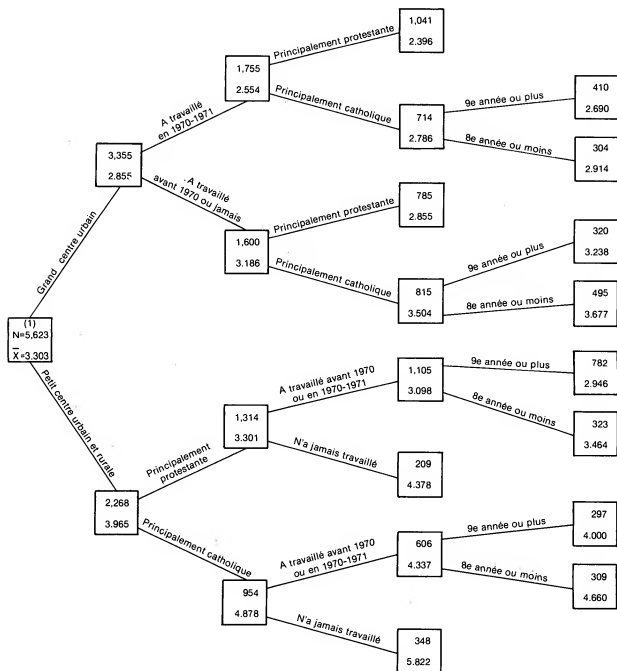 Principalement protestante
1,041
2.396
1,755
2.554
Principalement catholique
714
2.786
9e année ou plus
410
2.690
8e année ou moins
304
2.914
A travaillé
en 1970-1971
3,355
2.855
A travaillé
avant 1970 ou jamais
Principalement protestante
785
2.855
1,600
3.186
Principalement catholique
815
3.504
9e année ou plus
320
3.238
8e année ou moins
495
3.677
Grand centre urbain
(1)
N=5,623
X=3.303
Petit centre urbain et rurale
A travaillé avant 1970
ou en 1970-1971
1,105
3.098
9e année ou plus
782
2.946
8e année ou moins
323
3.464
1,314
3.301
Principalement
protestante
N'a jamais travaillé
209
4.378
2,268
3.965
Principalement catholique
A travaillé avant 1970
ou en 1970-1971
606
4.337
9e année ou plus
297
4.000
8e année ou moins
309
4.660
954
4.878
N'a jamais travaillé
348
5.822